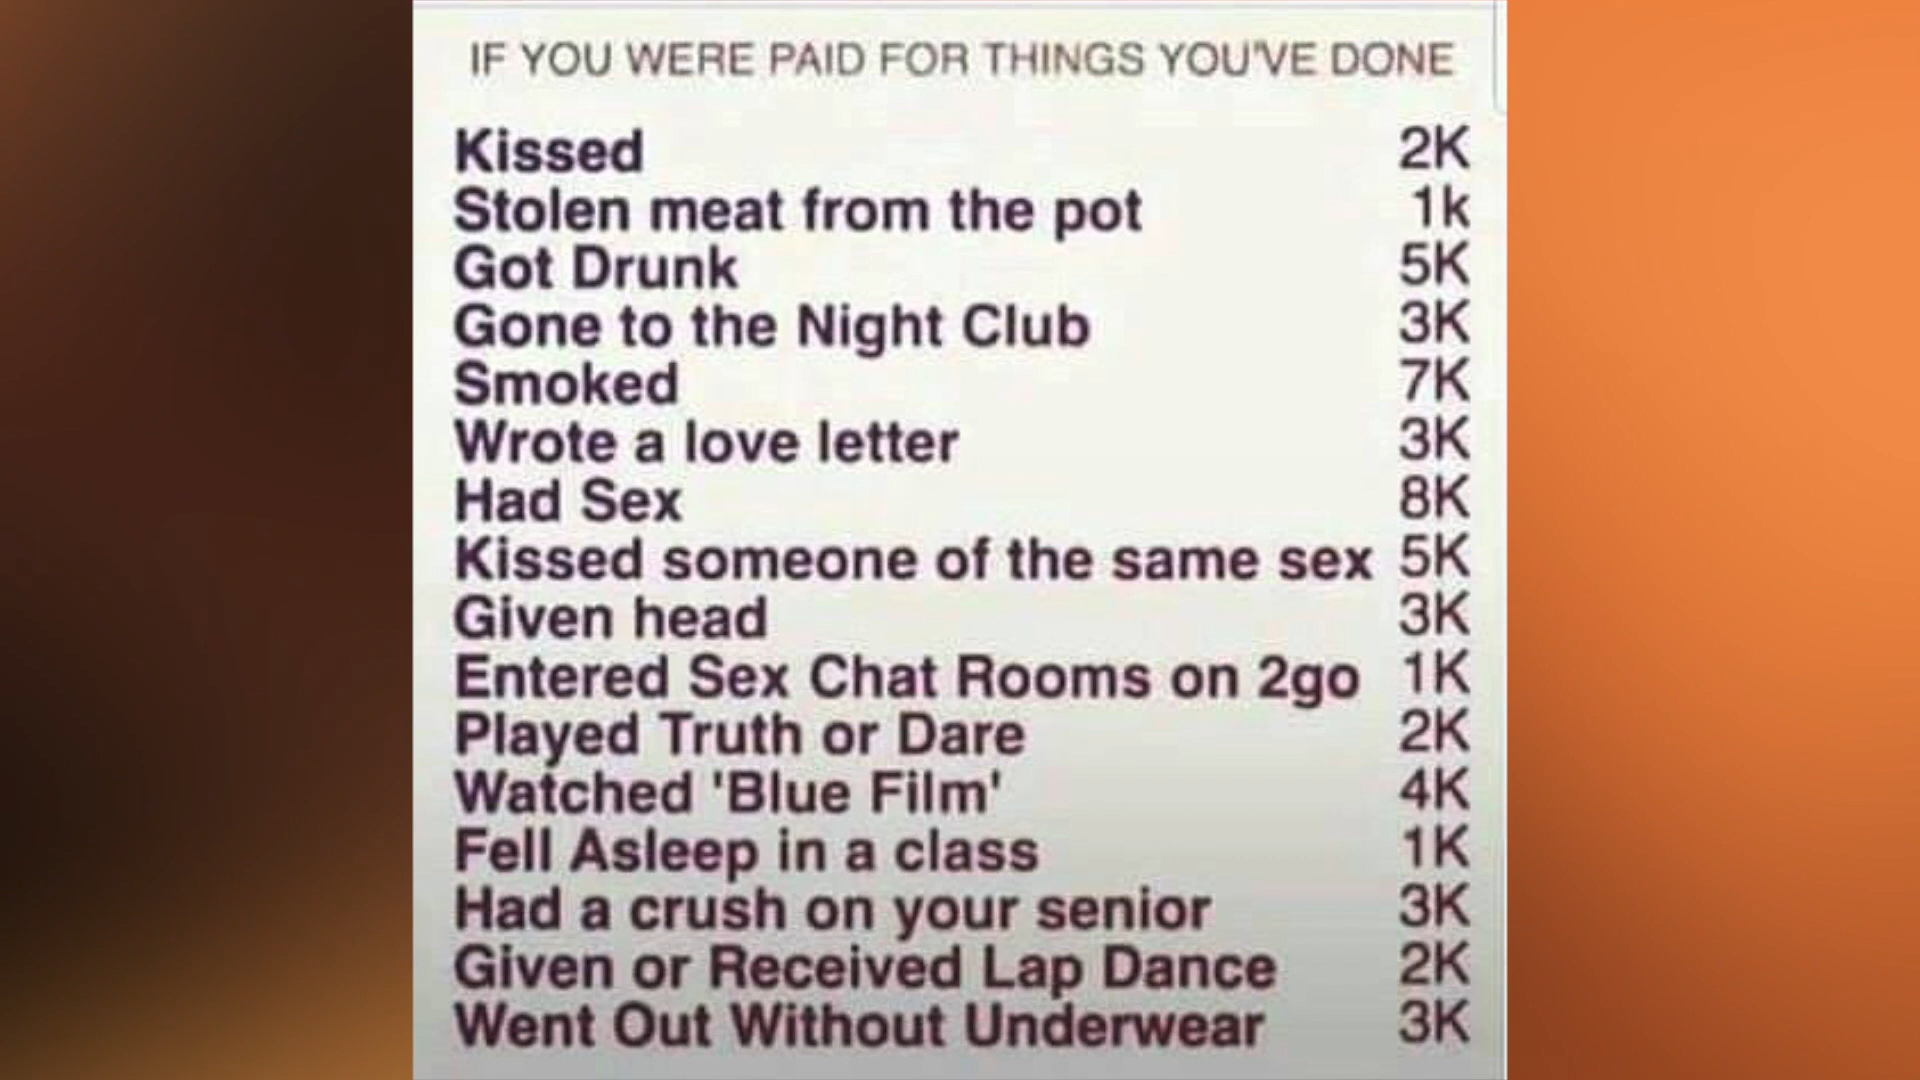 IF YOU WERE PAID FOR THINGS YOU'VE DONE
Kissed 2K
Stolen meat from the pot 1k
Got Drunk 5K
Gone to the Night Club 3K
Smoked 7K
Wrote a love letter 3K
Had Sex 8K
Kissed someone of the same sex 5K
Given head 3K
Entered Sex Chat Rooms on 2go 1K
Played Truth or Dare 2K
Watched 'Blue Film' 4K
Fell Asleep in a class 1K
Had a crush on your senior 3K
Given or Received Lap Dance 2K
Went Out Without Underwear 3K